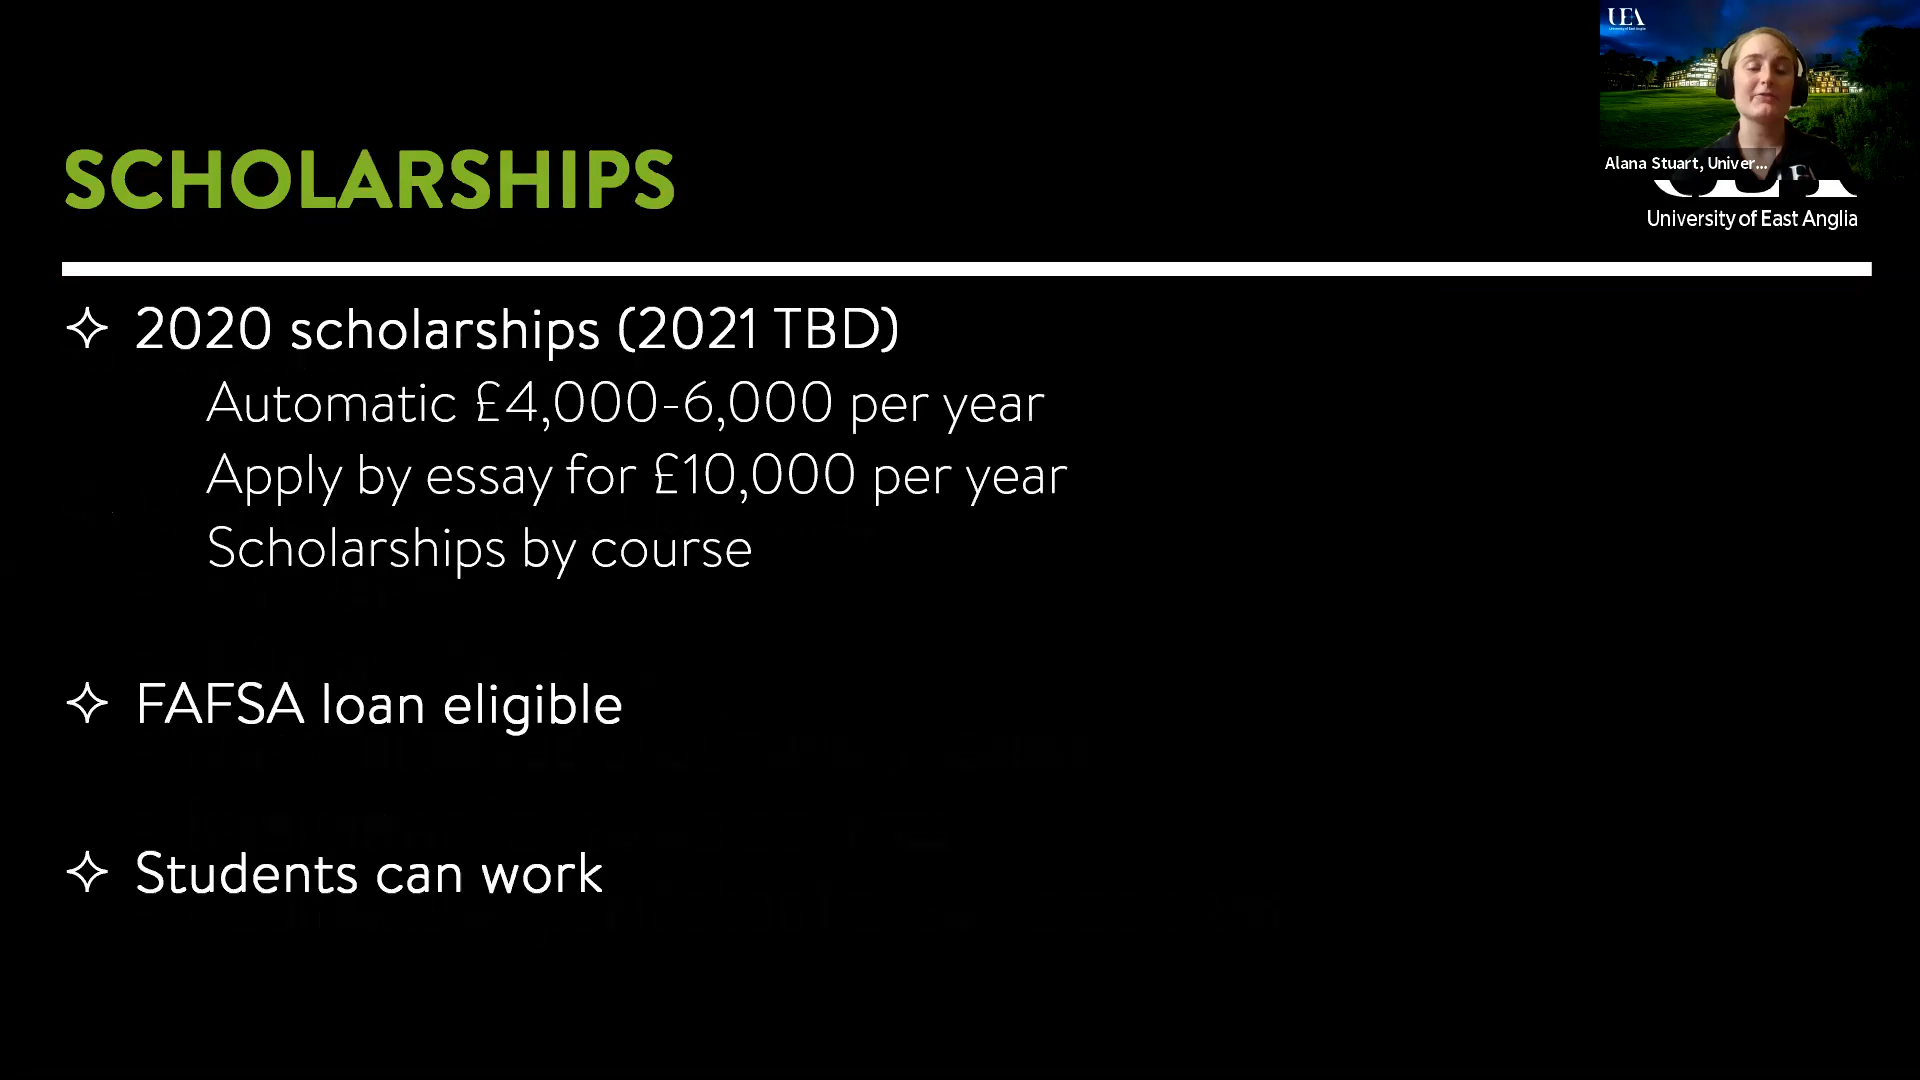 UEA
SCHOLARSHIPS
Alana Stuart, Univer...
University of East Anglia
2020 scholarships (2021 TBD)
Automatic £4,000-6,000 per year
Apply by essay for £10,000 per year
Scholarships by course
FAFSA loan eligible
Students can work